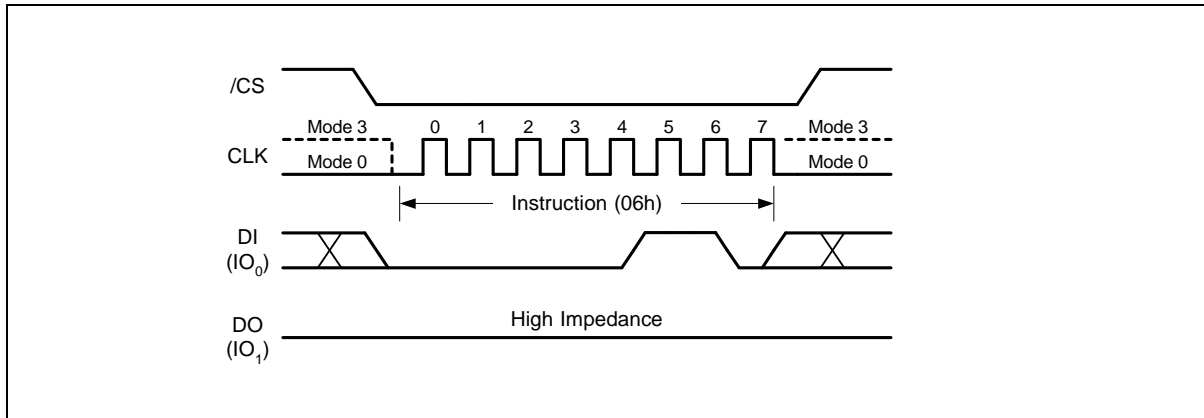 /CS
Mode 3 0 1 2 3 4 5 6 7 Mode 3
CLK
Mode 0 Mode 0
Instruction (06h)
DI
(IO0)
High Impedance
DO
(IO1)